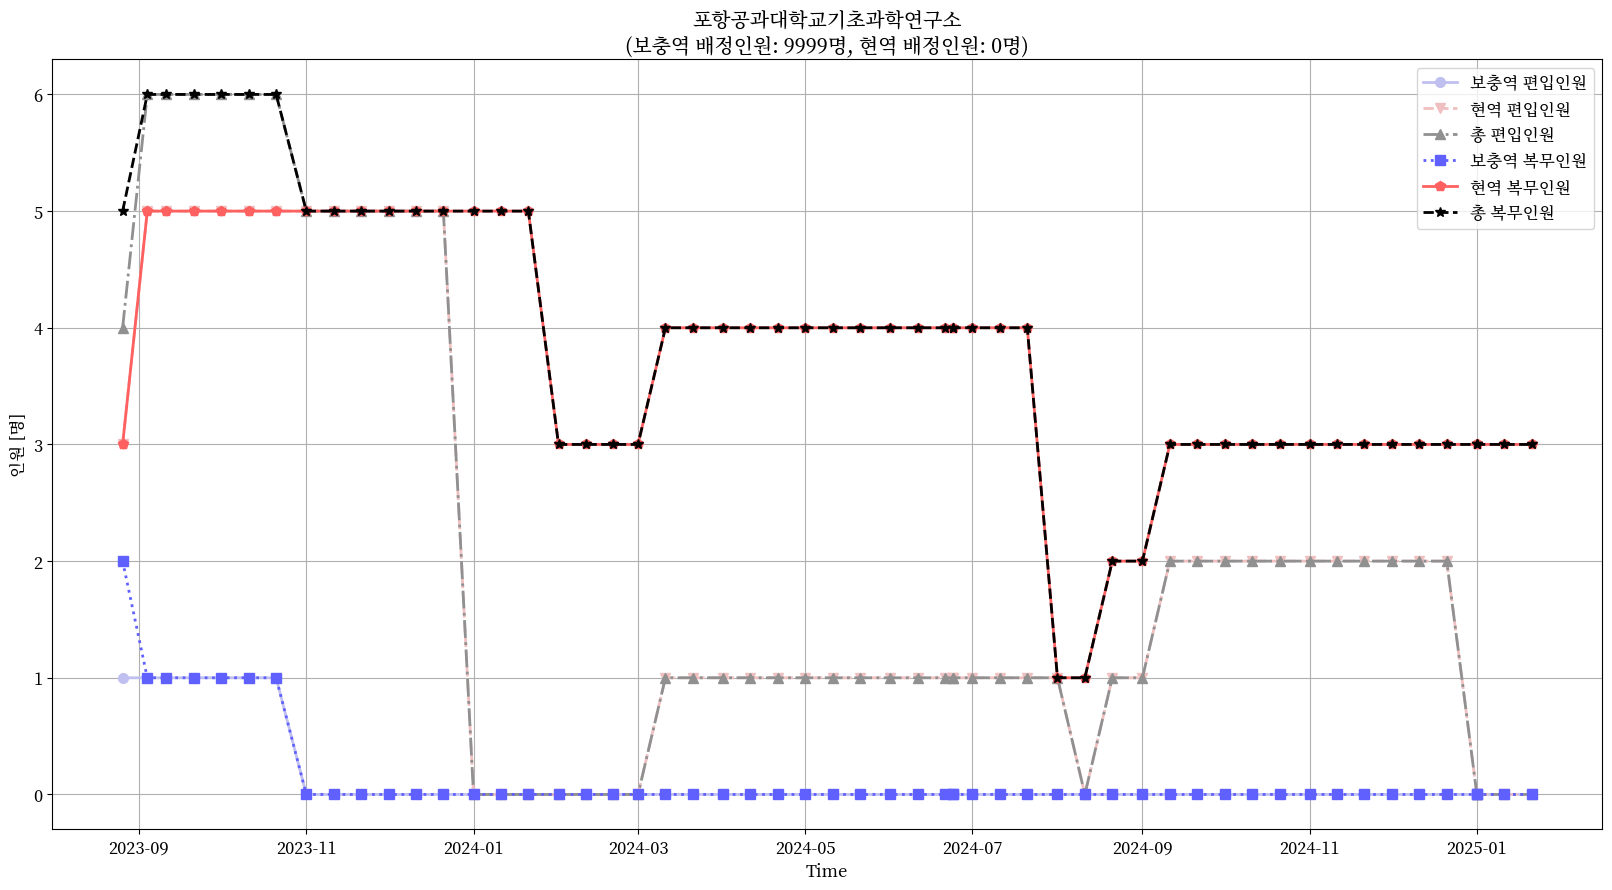 포항공과대학교기초과학연구소
(보충역 배정인원: 9999명, 현역 배정인원: 0명)
보충역 편입인원
현역 편입인원
총 편입인원
보충역 복무인원
현역 복무인원
총 복무인원
인원 [명]
6
5
4
3
2
1
0
2023-09
2023-11
2024-01
2024-03
2024-05
2024-07
2024-09
2024-11
2025-01
Time